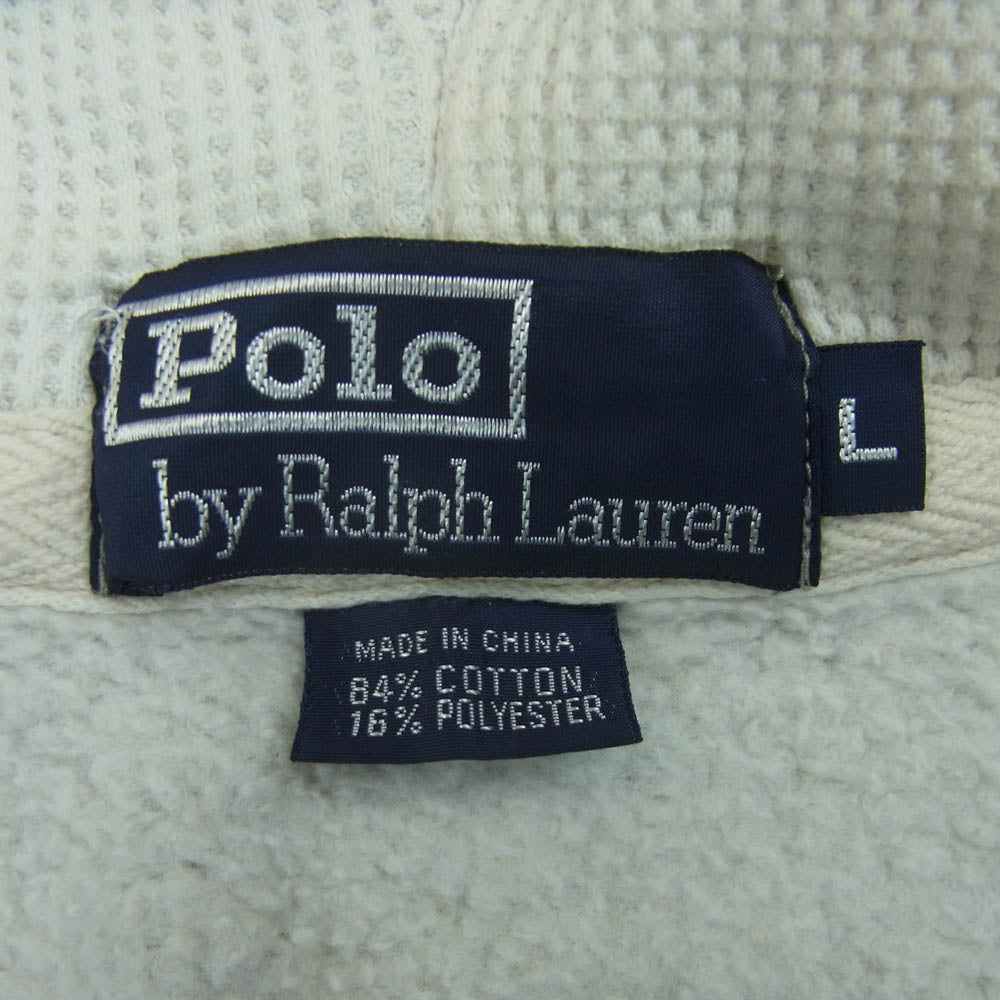 Polo
by Ralph Lauren
L
MADE IN CHINA
84% COTTON
16% POLYESTER